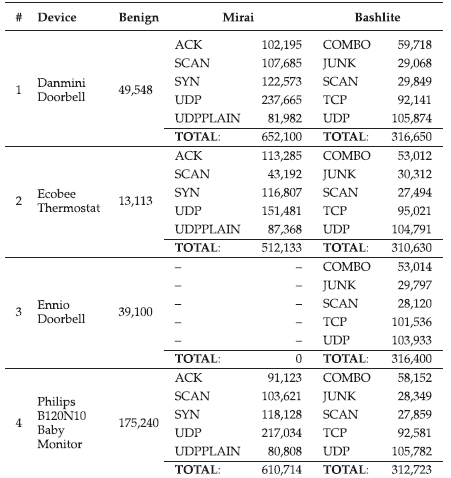 # Device Benign Mirai Bashlite
ACK 102,195 COMBO 59,718
SCAN 107,685 JUNK 29,068
1 Danmini Doorbell 49,548 SYN 122,573 SCAN 29,849
UDP 237,665 TCP 92,141
UDPPLAIN 81,982 UDP 105,874
TOTAL: 652,100 TOTAL: 316,650
ACK 113,285 COMBO 53,012
SCAN 43,192 JUNK 30,312
2 Ecobee Thermostat 13,113 SYN 116,807 SCAN 27,494
UDP 151,481 TCP 95,021
UDPPLAIN 87,368 UDP 104,791
TOTAL: 512,133 TOTAL: 310,630
– – COMBO 53,014
– – JUNK 29,797
3 Ennio Doorbell 39,100 – – SCAN 28,120
– – TCP 101,536
– – UDP 103,933
TOTAL: 0 TOTAL: 316,400
ACK 91,123 COMBO 58,152
SCAN 103,621 JUNK 28,349
4 Philips B120N10 Baby Monitor 175,240 SYN 118,128 SCAN 27,859
UDP 217,034 TCP 92,581
UDPPLAIN 80,808 UDP 105,782
TOTAL: 610,714 TOTAL: 312,723